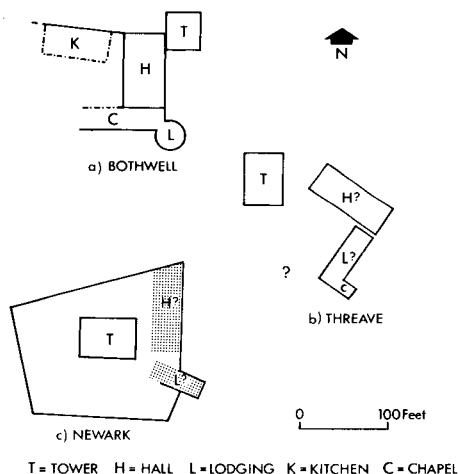 T
K
H
N
C
L
a) BOTHWELL
T
H?
L?
C
?
b) THREAVE
H?
T
L?
c) NEWARK
0 100 Feet
T = TOWER H = HALL L = LODGING K = KITCHEN C = CHAPEL